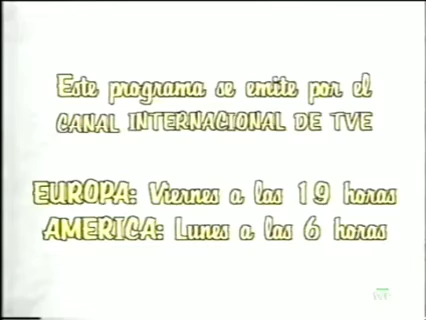 Este programa se emite por el
CANAL INTERNACIONAL DE TVE
EUROPA: Viernes a las 19 horas
AMERICA: Lunes a las 6 horas